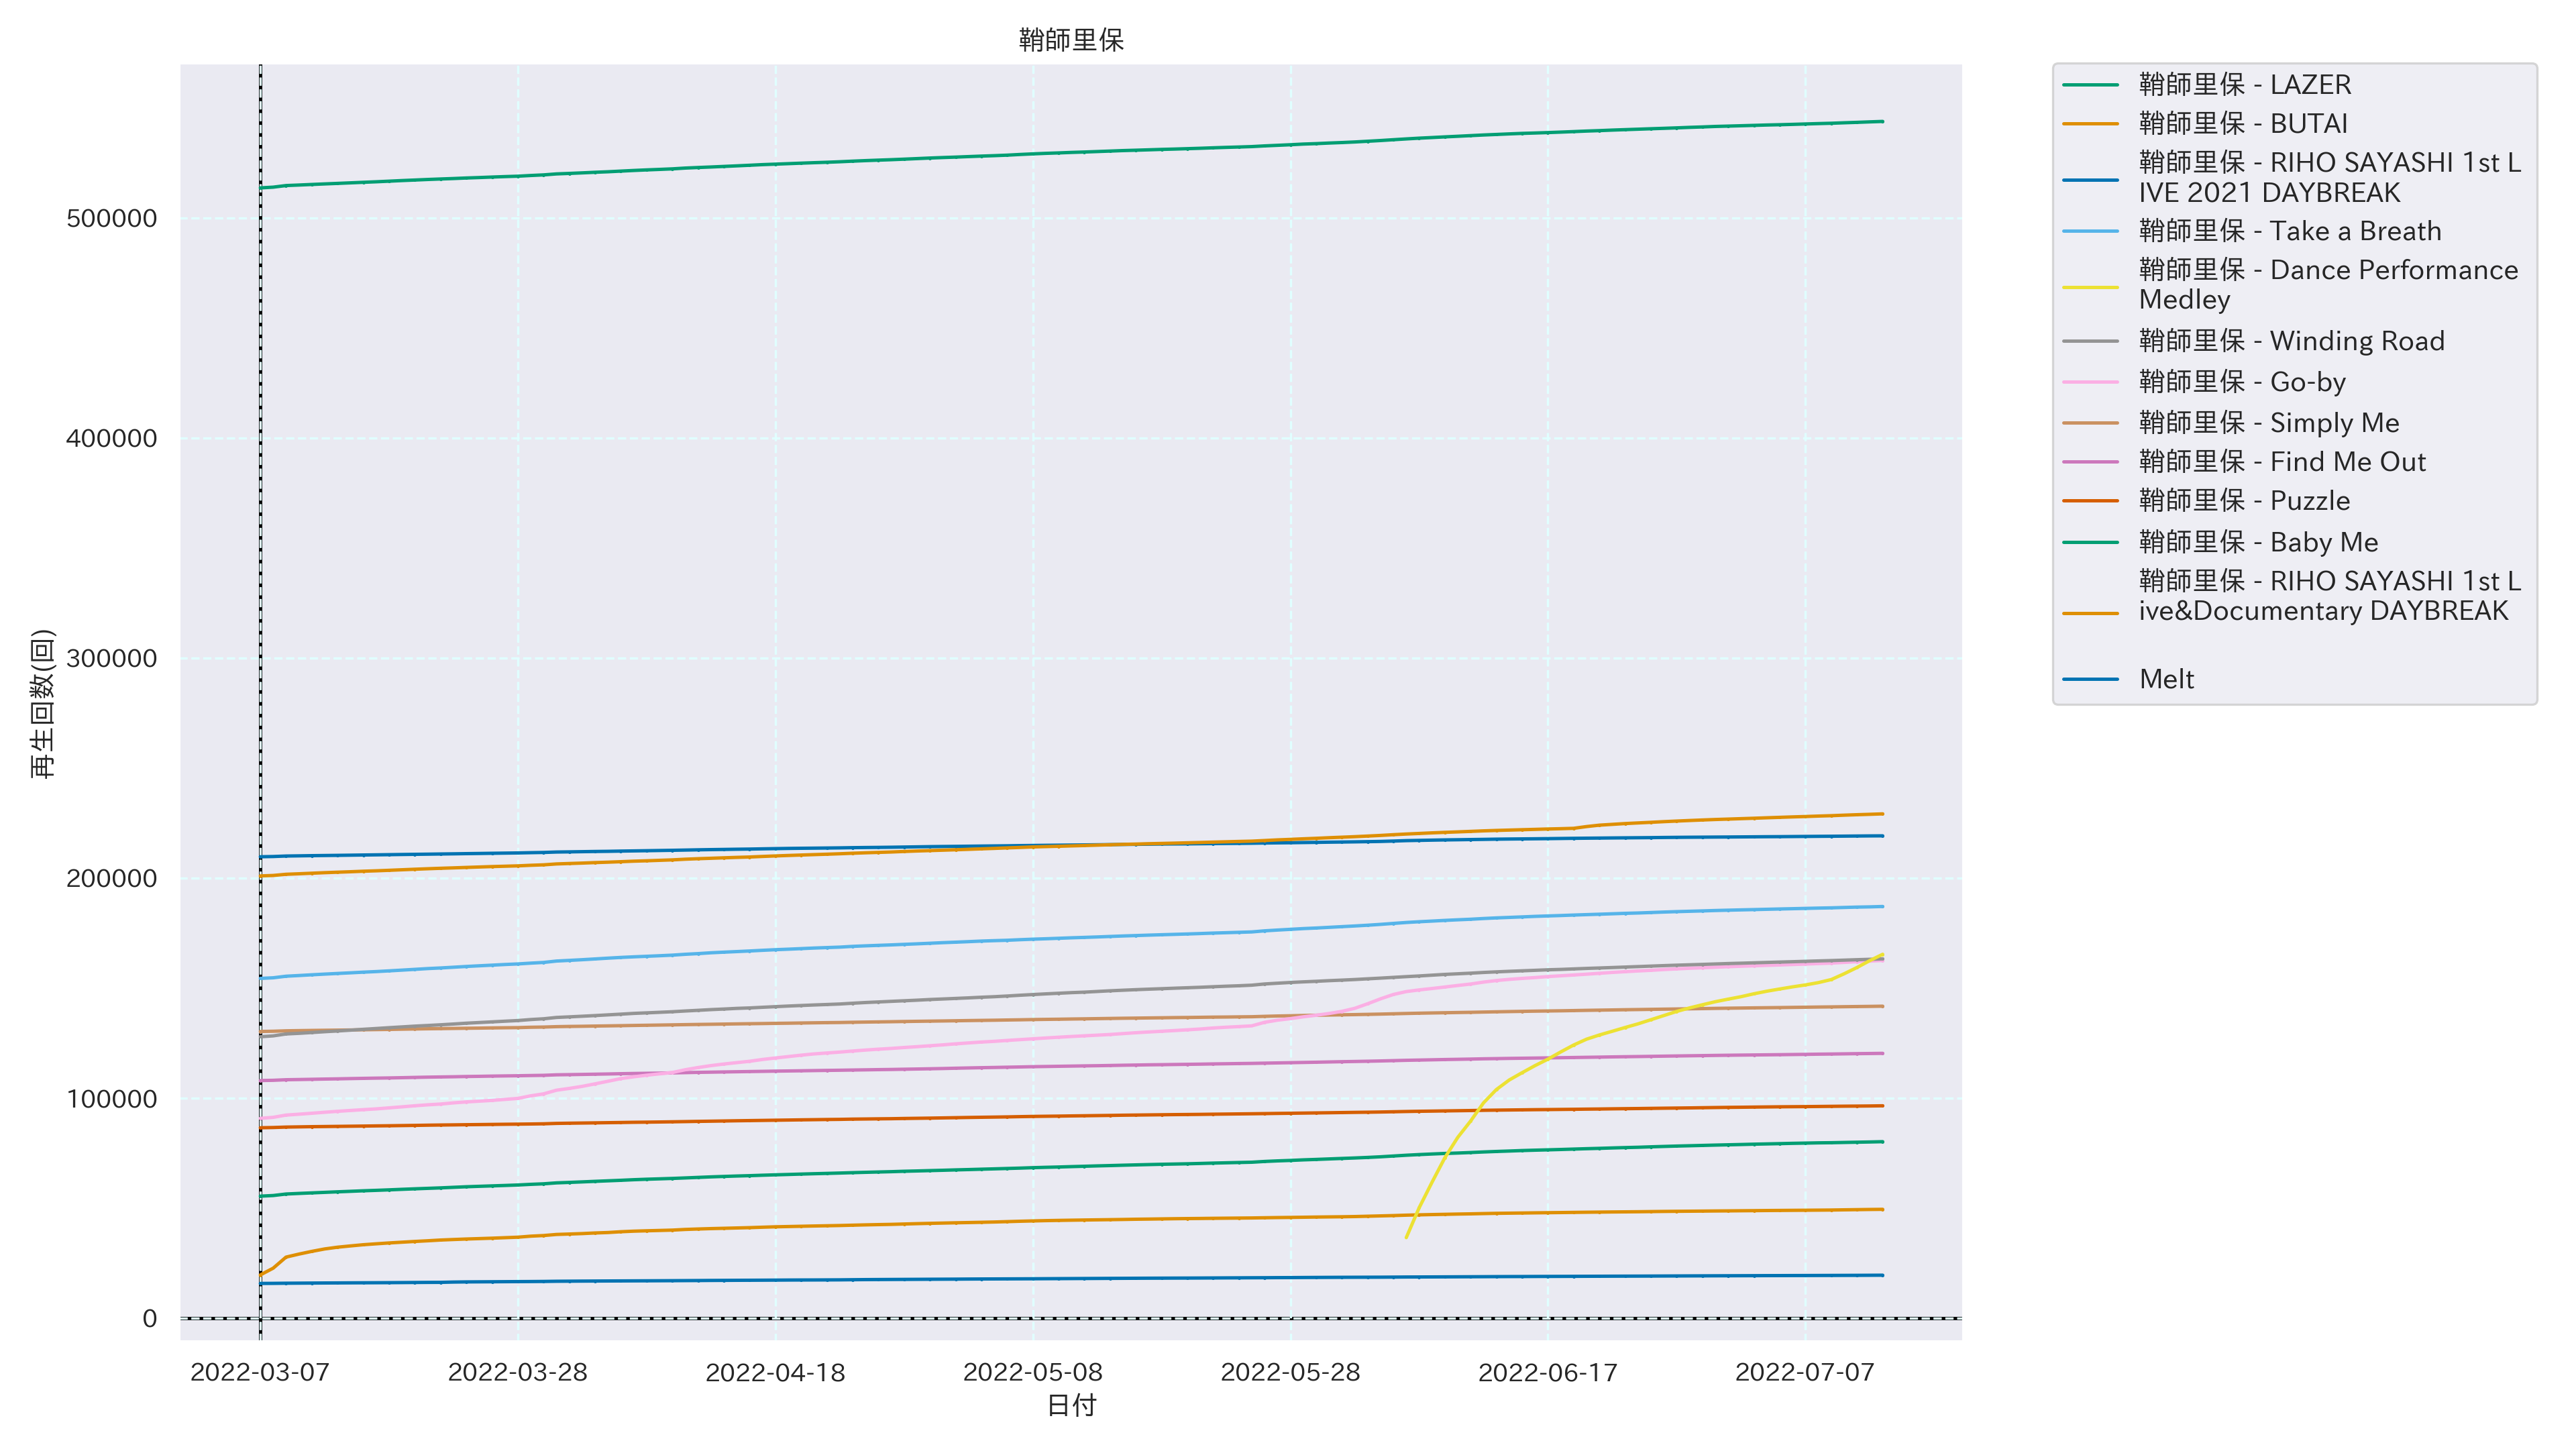 鞘師里保
再生回数(回)
500000
400000
300000
200000
100000
0
2022-03-07
2022-03-28
2022-04-18
2022-05-08
2022-05-28
2022-06-17
2022-07-07
日付
鞘師里保 - LAZER
鞘師里保 - BUTAI
鞘師里保 - RIHO SAYASHI 1st L
IVE 2021 DAYBREAK
鞘師里保 - Take a Breath
鞘師里保 - Dance Performance
Medley
鞘師里保 - Winding Road
鞘師里保 - Go-by
鞘師里保 - Simply Me
鞘師里保 - Find Me Out
鞘師里保 - Puzzle
鞘師里保 - Baby Me
鞘師里保 - RIHO SAYASHI 1st L
ive&Documentary DAYBREAK
Melt